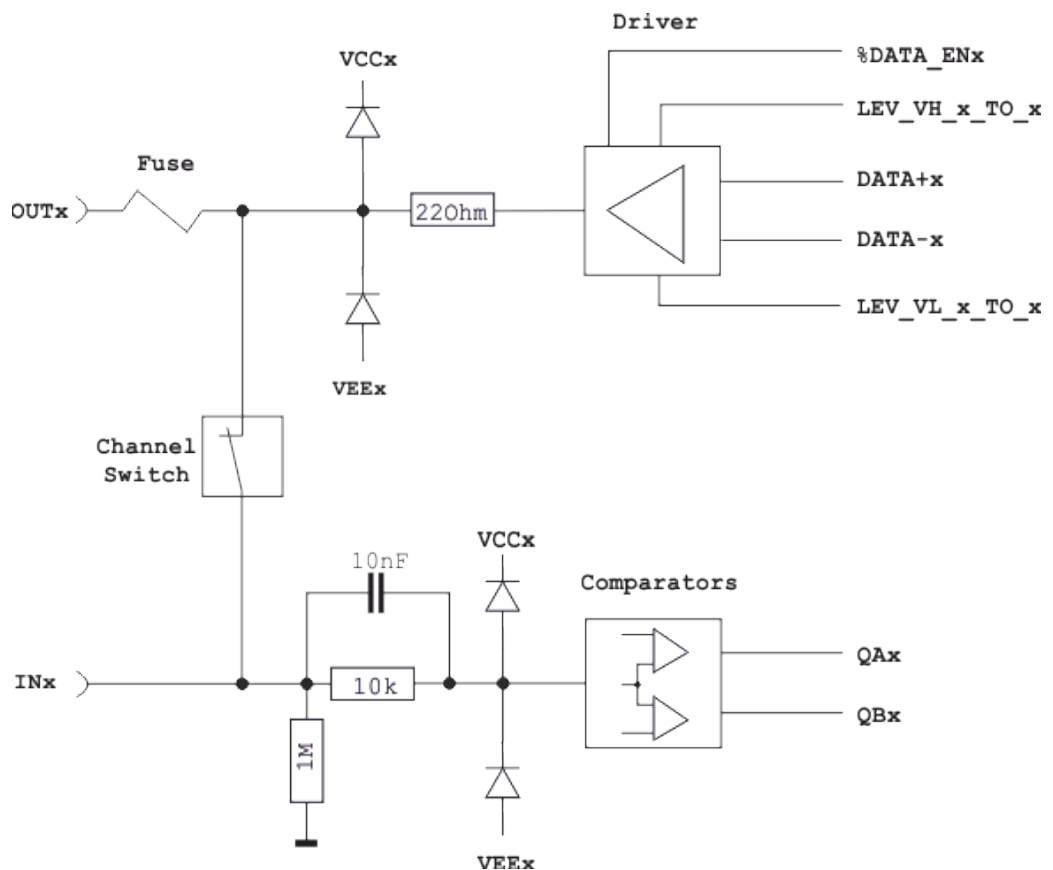 Driver
%DATA_ENx
VCCx
LEV_VH_x_TO_x
Fuse
DATA+x
OUTx
22Ohm
DATA-x
LEV_VL_x_TO_x
VEEx
Channel
Switch
VCCx
10nF
Comparators
QAx
INx
10k
QBx
1M
VEEx